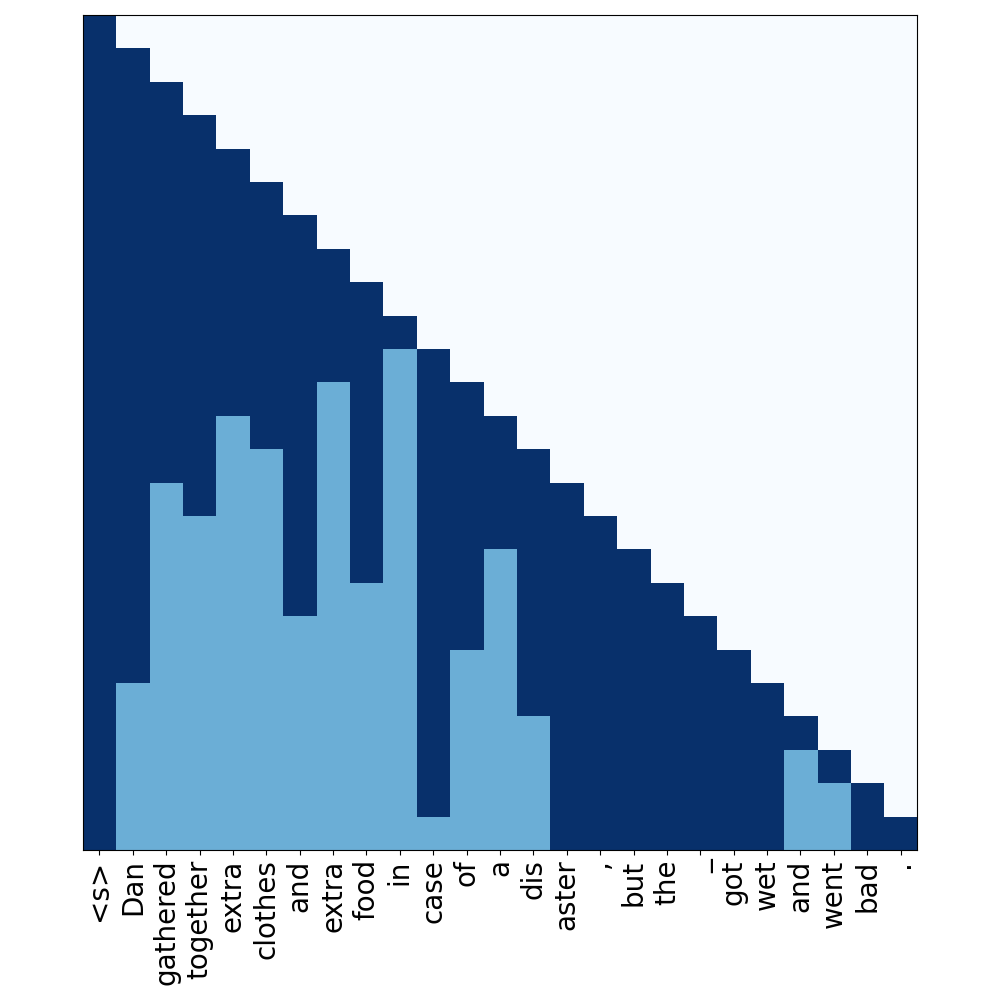 <s> Dan gathered together extra clothes and extra food in case of a dis aster , but the _ got wet and went bad .